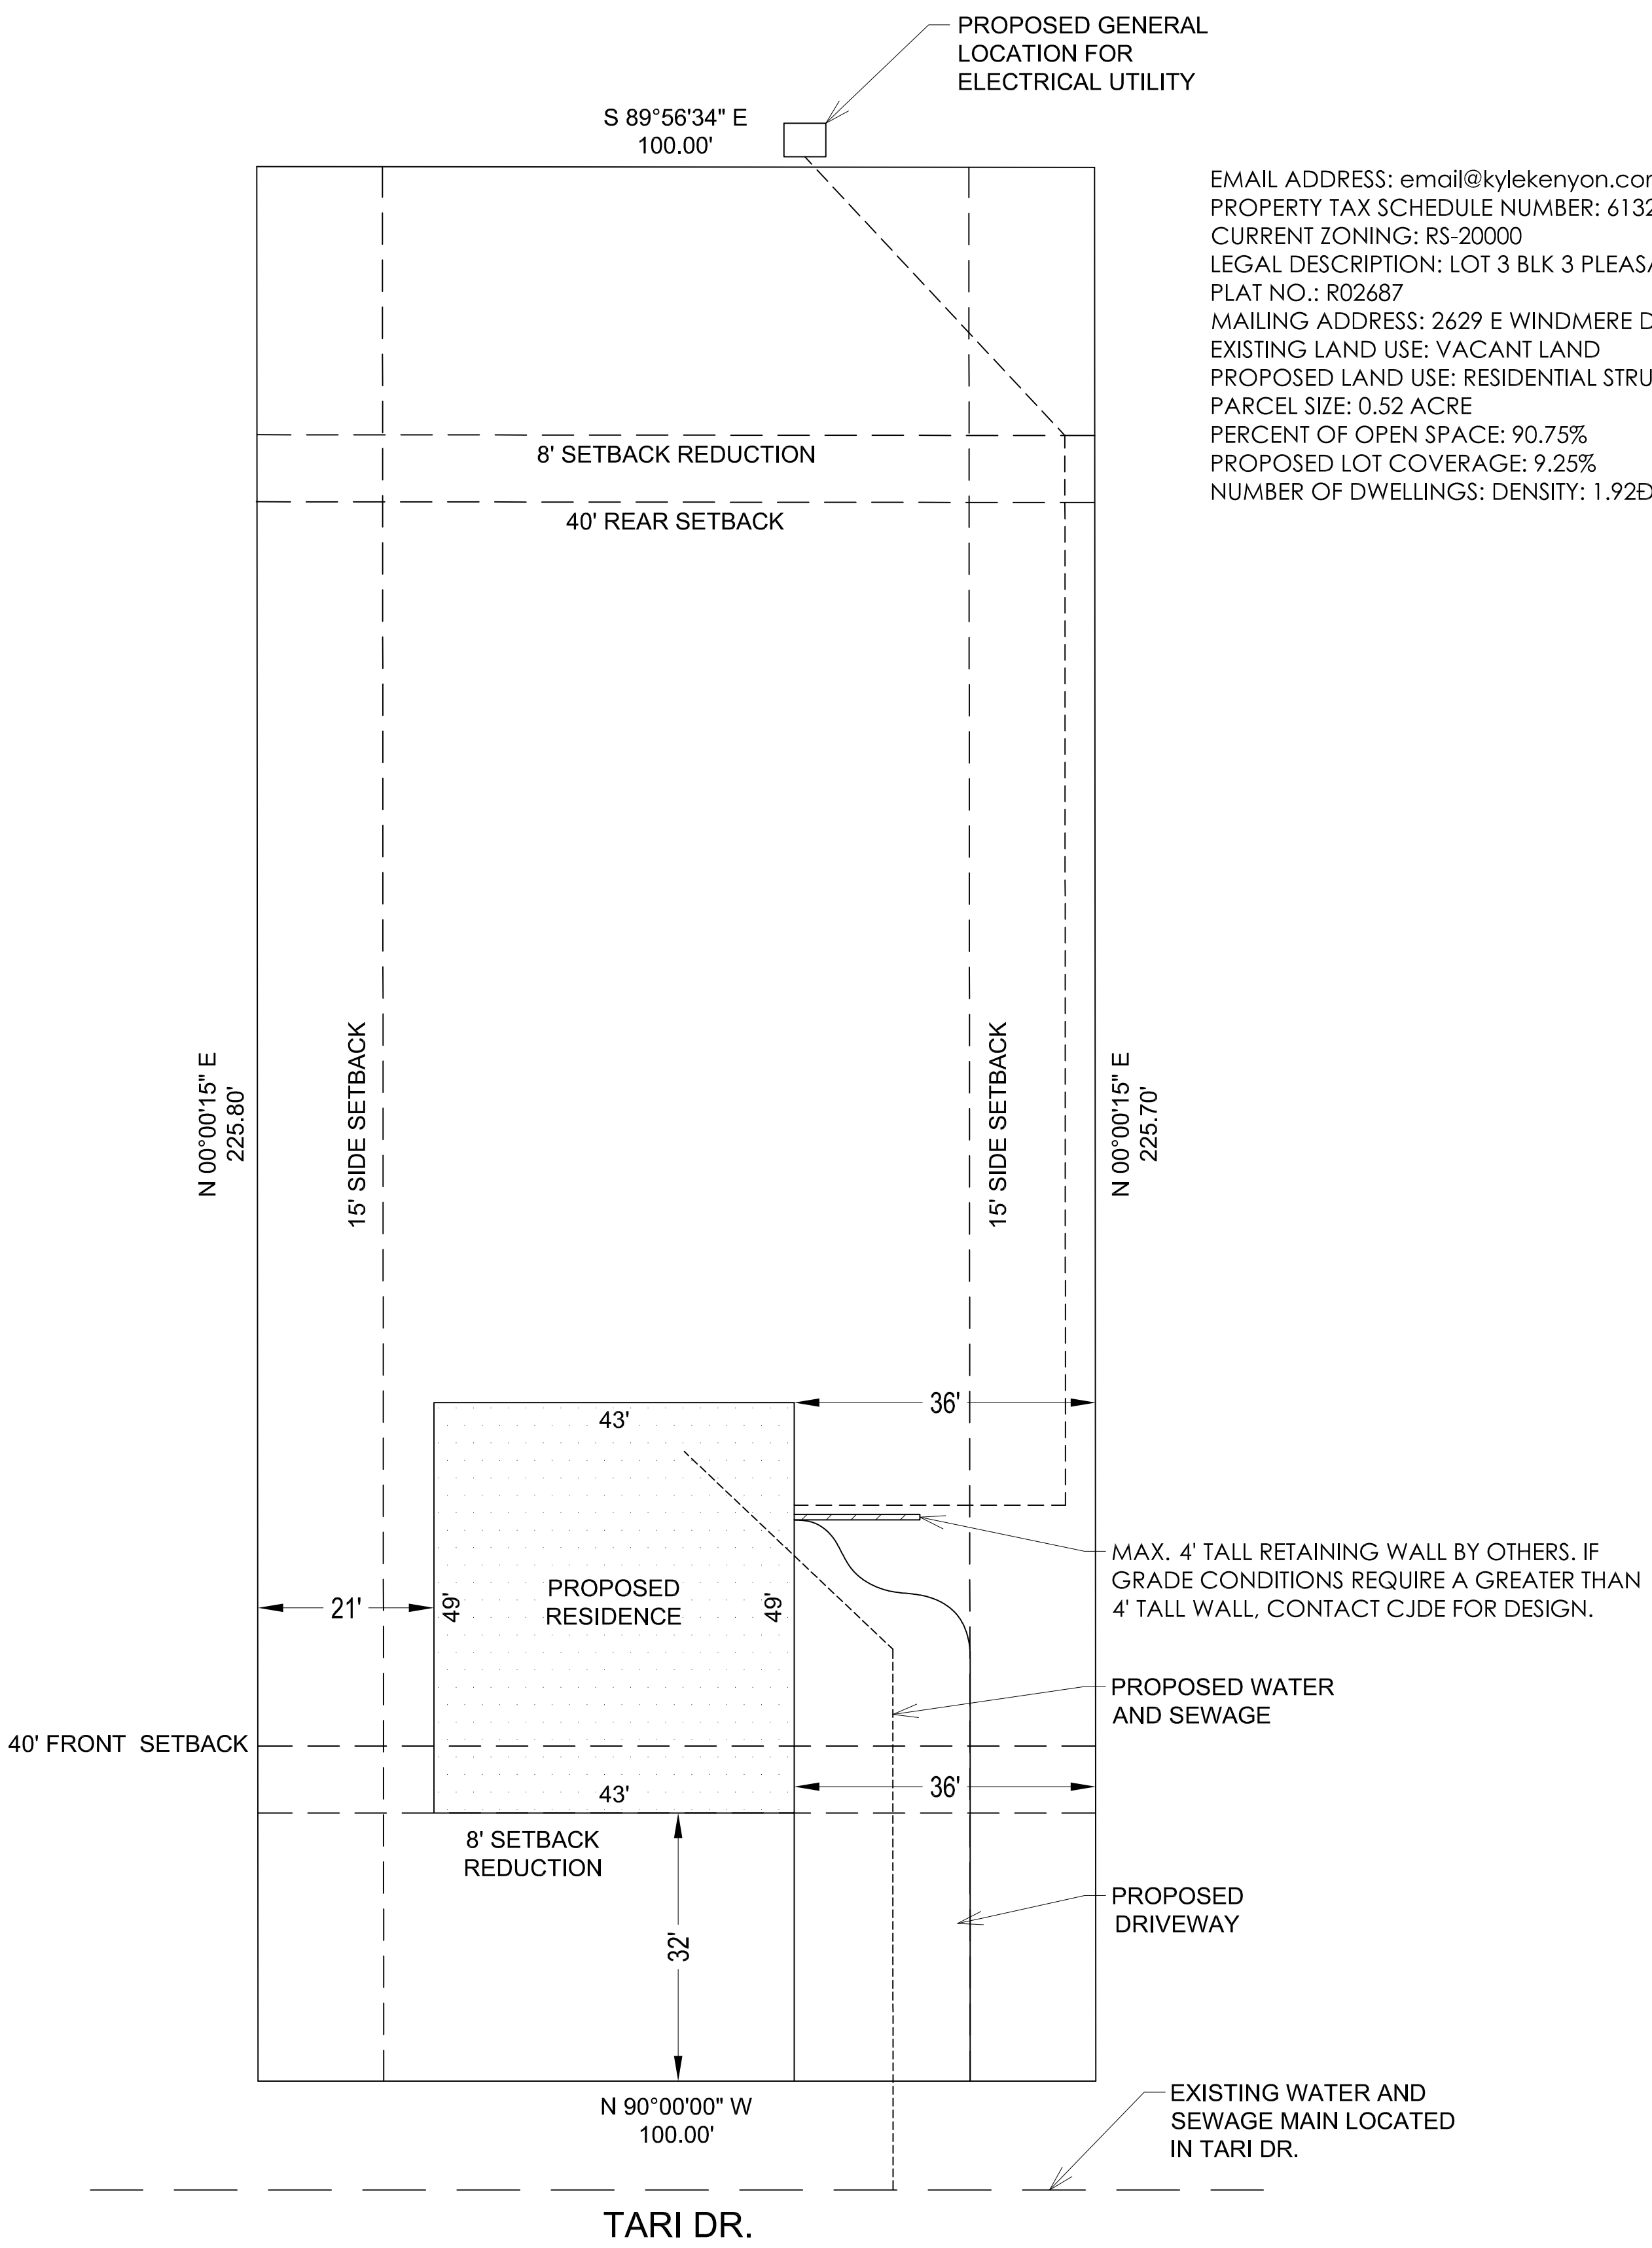 PROPOSED GENERAL
LOCATION FOR
ELECTRICAL UTILITY
S 89°56'34" E
100.00'
EMAIL ADDRESS: email@kylekenyon.com
PROPERTY TAX SCHEDULE NUMBER: 6132
CURRENT ZONING: RS-20000
LEGAL DESCRIPTION: LOT 3 BLK 3
PLAT NO.: R02687
MAILING ADDRESS: 2629 E WINDMERE D
EXISTING LAND USE: VACANT LAND
PROPOSED LAND USE: RESIDENTIAL STRU
PARCEL SIZE: 0.52 ACRE
PERCENT OF OPEN SPACE: 90.75%
PROPOSED LOT COVERAGE: 9.25%
NUMBER OF DWELLINGS: DENSITY: 1.92
8' SETBACK REDUCTION
40' REAR SETBACK
N 00°00'15" E
225.80'
15' SIDE SETBACK
15' SIDE SETBACK
N 00°00'15" E
225.70'
36'
43'
MAX. 4' TALL RETAINING WALL BY OTHERS. IF
GRADE CONDITIONS REQUIRE A GREATER THAN
4' TALL WALL, CONTACT CJDE FOR DESIGN.
21'
49'
PROPOSED
RESIDENCE
49'
PROPOSED WATER
AND SEWAGE
40' FRONT SETBACK
43'
36'
8' SETBACK
REDUCTION
32'
PROPOSED
DRIVEWAY
N 90°00'00" W
100.00'
EXISTING WATER AND
SEWAGE MAIN LOCATED
IN TARI DR.
TARI DR.